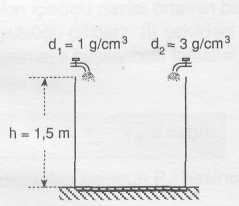 d₁ = 1 g/cm³ d₂ = 3 g/cm³
h = 1,5 m